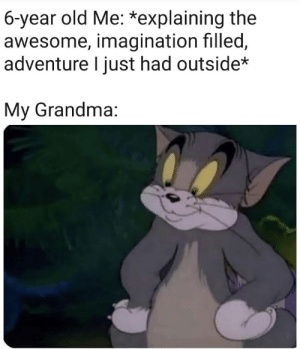 6-year old Me: *explaining the
awesome, imagination filled,
adventure I just had outside*
My Grandma: